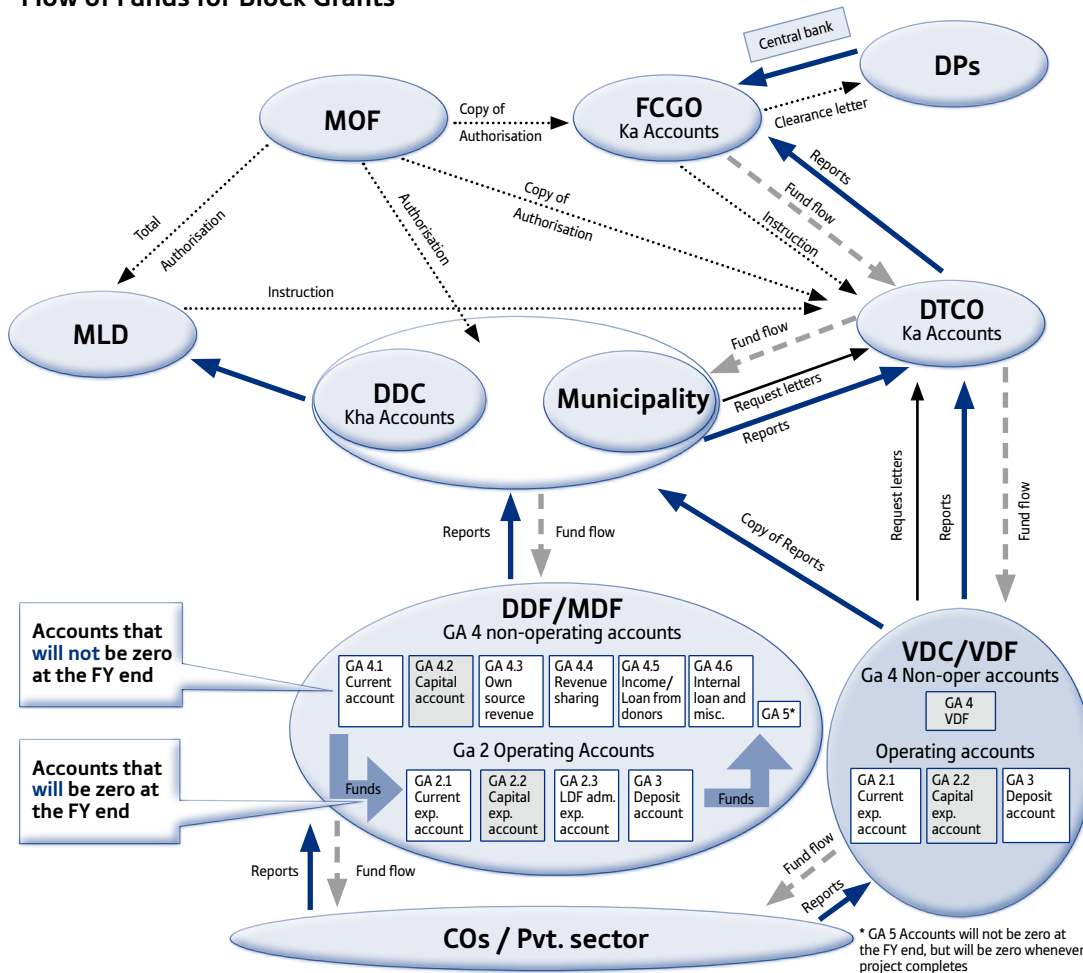 Flow of Funds for Block Grants
Central bank
DPs
MOF
Copy of
Authorisation
FCGO
Ka Accounts
Clearance letter
Reports
Fund flow
Instruction
Copy of
Authorisation
Authorisation
Total
Authorisation
Instruction
MLD
DTCO
Ka Accounts
Fund flow
DDC
Kha Accounts
Municipality
Request letters
Reports
Reports
Fund flow
Copy of Reports
Request letters
Reports
Fund flow
Accounts that
will not be zero
at the FY end
DDF/MDF
GA 4 non-operating accounts
GA 4.1
Current
account
GA 4.2
Capital
account
GA 4.3
Own
source
revenue
GA 4.4
Revenue
sharing
GA 4.5
Income/
Loan from
donors
GA 4.6
Internal
loan and
misc.
GA 5*
Accounts that
will be zero at
the FY end
Ga 2 Operating Accounts
Funds
GA 2.1
Current
exp.
account
GA 2.2
Capital
exp.
account
GA 2.3
LDF adm.
exp.
account
GA 3
Deposit
account
Funds
VDC/VDF
Ga 4 Non-oper accounts
GA 4
VDF
Operating accounts
GA 2.1
Current
exp.
account
GA 2.2
Capital
exp.
account
GA 3
Deposit
account
Reports
Fund flow
Fund flow
Reports
COs / Pvt. sector
* GA 5 Accounts will not be zero at
the FY end, but will be zero whenever
project completes